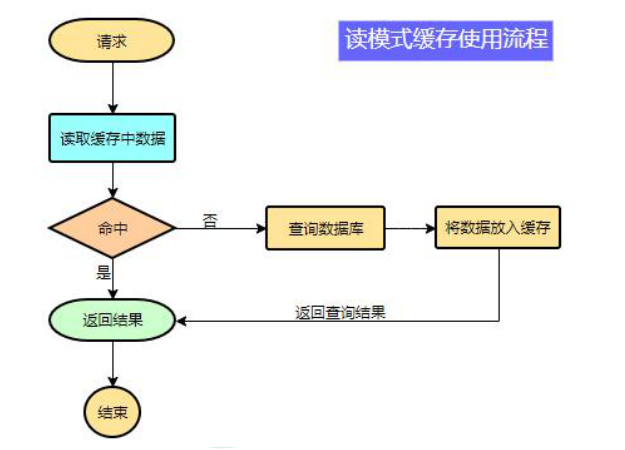 请求
读模式缓存使用流程
读取缓存中数据
命中
否
查询数据库
将数据放入缓存
是
返回查询结果
返回结果
结束